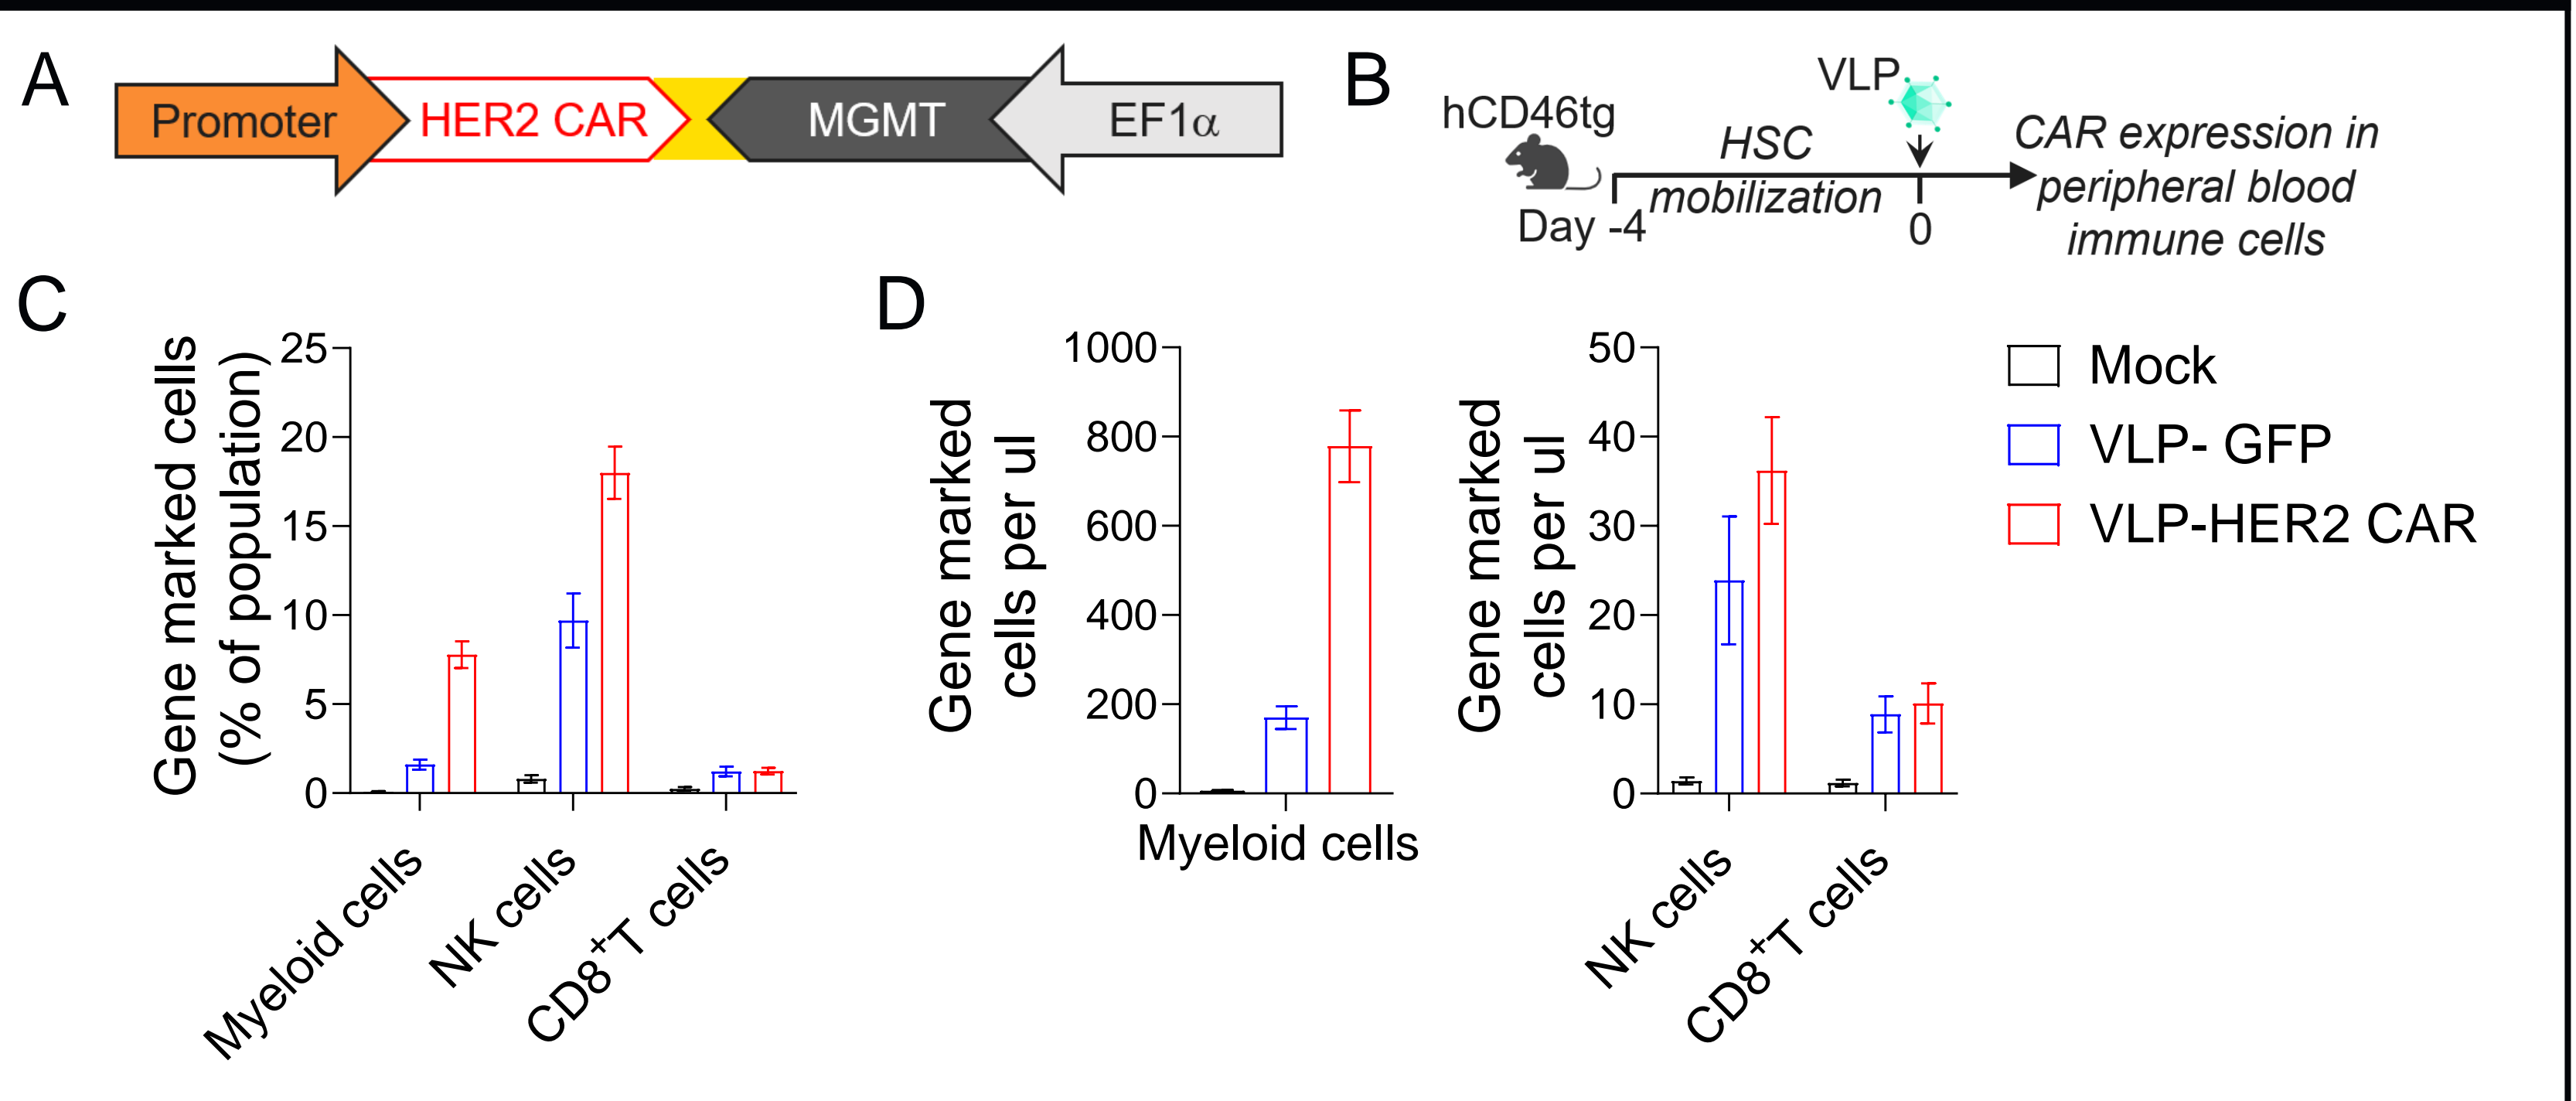 A
Promoter
HER2 CAR
MGMT
EF1α
B
hCD46tg
VLP
HSC
mobilization
Day -4
0
CAR expression in
peripheral blood
immune cells
C
Gene marked cells
(% of population)
25
20
15
10
5
0
Myeloid cells
NK cells
CD8⁺T cells
D
Gene marked
cells per ul
1000
800
600
400
200
0
Myeloid cells
Gene marked
cells per ul
50
40
30
20
10
0
NK cells
CD8⁺T cells
Mock
VLP- GFP
VLP-HER2 CAR